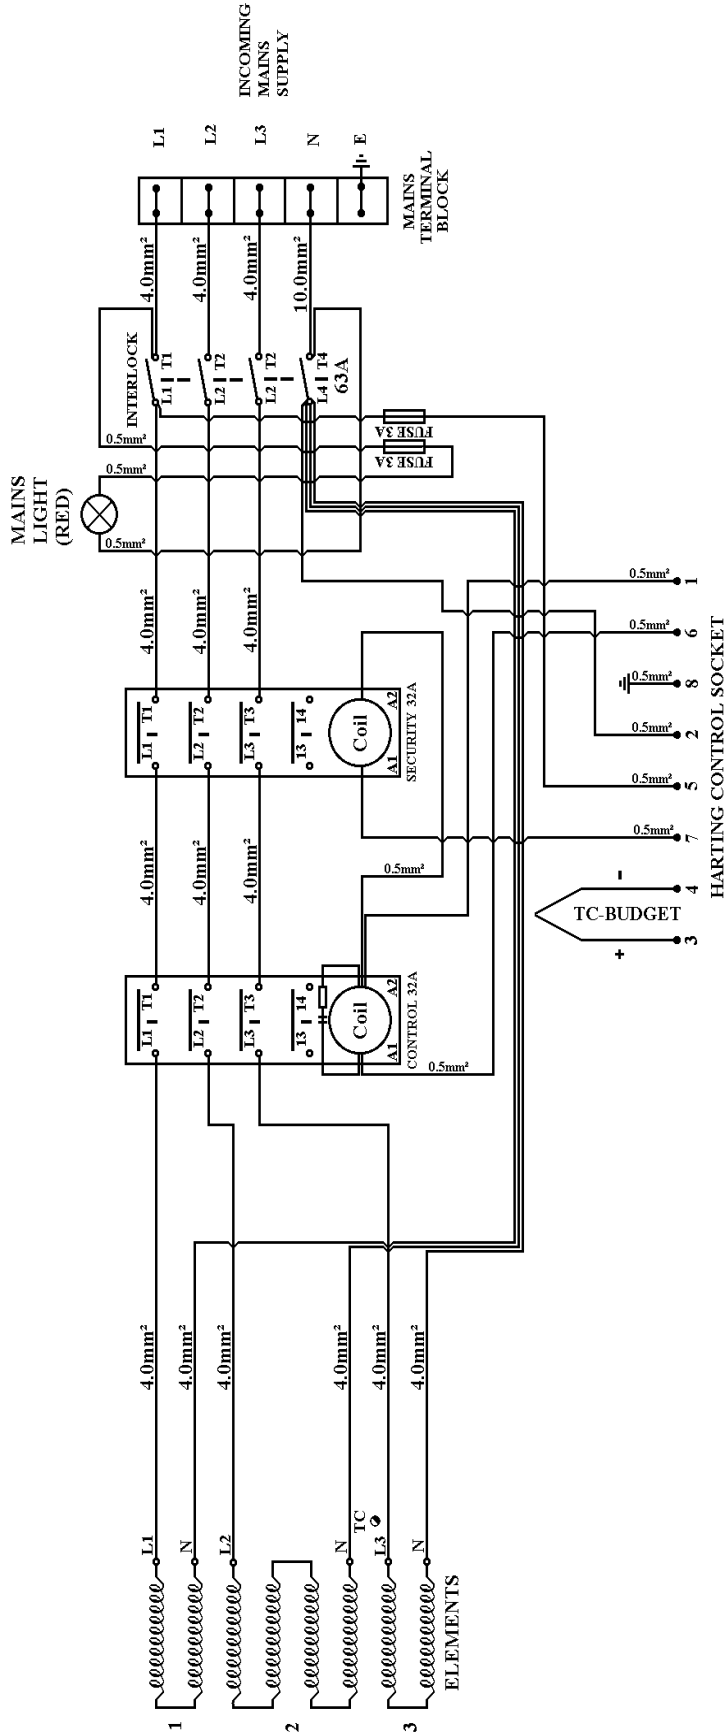 MAINS
LIGHT
(RED)
INCOMING
MAINS
SUPPLY
L1
L2
L3
N
E
MAINS
TERMINAL
BLOCK
4.0mm²
4.0mm²
4.0mm²
10.0mm²
INTERLOCK
L1 T1
L2 T2
L2 T2
L4 T4
63A
FUSE 3A
FUSE 3A
0.5mm²
0.5mm²
0.5mm²
4.0mm²
4.0mm²
4.0mm²
L1 T1
L2 T2
L3 T3
13 14
Coil
A1 A2
SECURITY 32A
4.0mm²
4.0mm²
4.0mm²
0.5mm²
L1 T1
L2 T2
L3 T3
13 14
Coil
A1 A2
CONTROL 32A
0.5mm²
4.0mm²
4.0mm²
4.0mm²
4.0mm²
4.0mm²
4.0mm²
L1
N
L2
N
TC
L3
N
1
2
3
ELEMENTS
+
-
TC-BUDGET
0.5mm²
0.5mm²
0.5mm²
0.5mm²
0.5mm²
0.5mm²
3
4
7
5
2
8
6
1
HARTING CONTROL SOCKET